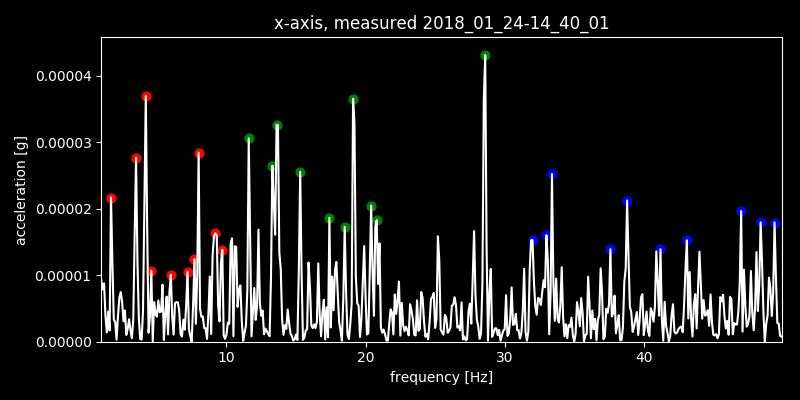 x-axis, measured 2018_01_24-14_40_01
0.00004
0.00003
0.00002
0.00001
0.00000
acceleration [g]
10 20 30 40
frequency [Hz]